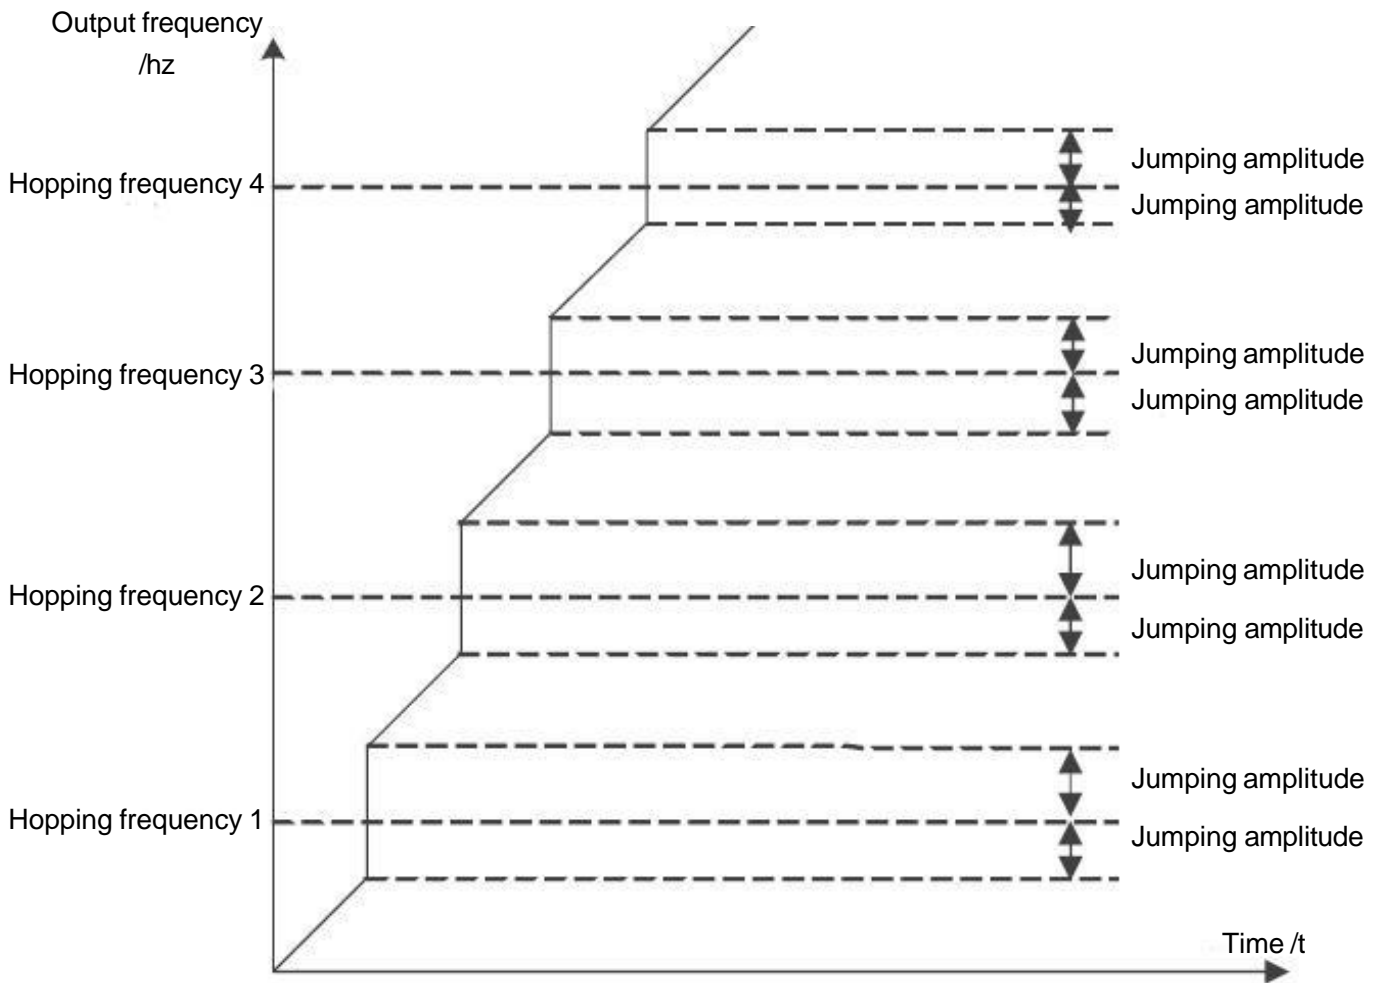 Output frequency
/hz
Jumping amplitude
Hopping frequency 4
Jumping amplitude
Jumping amplitude
Hopping frequency 3
Jumping amplitude
Jumping amplitude
Hopping frequency 2
Jumping amplitude
Jumping amplitude
Hopping frequency 1
Jumping amplitude
Time /t